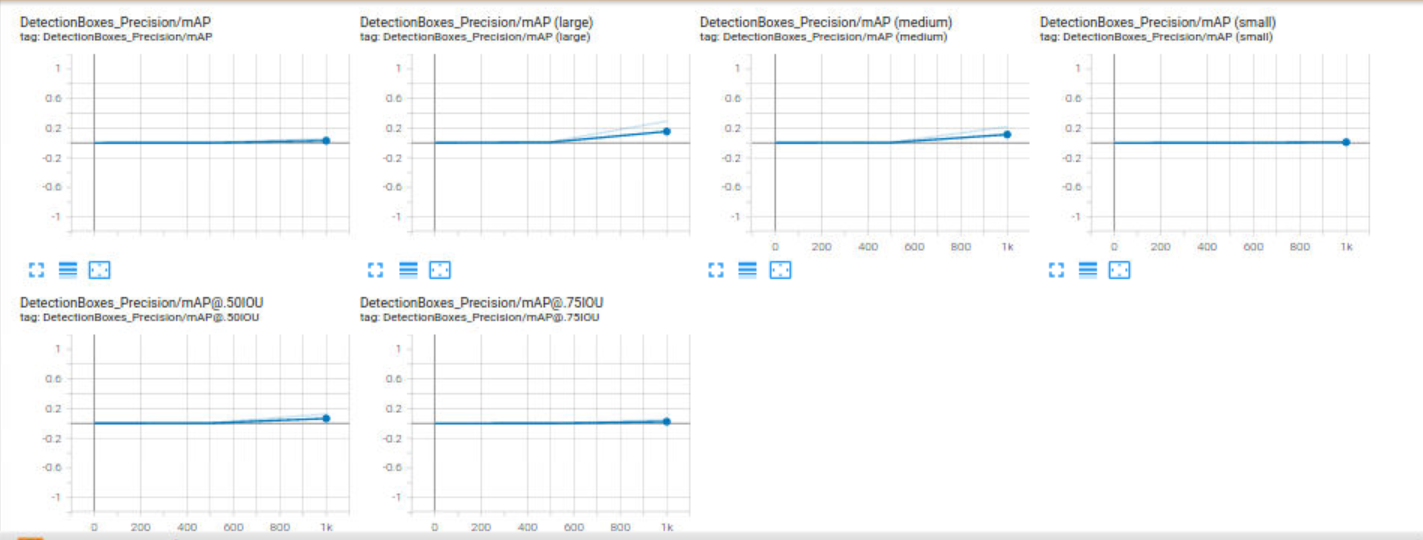 DetectionBoxes_Precision/mAP
tag: DetectionBoxes_Precision/mAP
1
0.6
0.2
-0.2
-0.6
-1
DetectionBoxes_Precision/mAP (large)
tag: DetectionBoxes_Precision/mAP (large)
1
0.6
0.2
-0.2
-0.6
-1
DetectionBoxes_Precision/mAP (medium)
tag: DetectionBoxes_Precision/mAP (medium)
1
0.6
0.2
-0.2
-0.6
-1
0 200 400 600 800 1k
DetectionBoxes_Precision/mAP (small)
tag: DetectionBoxes_Precision/mAP (small)
1
0.6
0.2
-0.2
-0.6
-1
0 200 400 600 800 1k
DetectionBoxes_Precision/mAP@.50IOU
tag: DetectionBoxes_Precision/mAP@.50IOU
1
0.6
0.2
-0.2
-0.6
-1
0 200 400 600 800 1k
DetectionBoxes_Precision/mAP@.75IOU
tag: DetectionBoxes_Precision/mAP@.75IOU
1
0.6
0.2
-0.2
-0.6
-1
0 200 400 600 800 1k